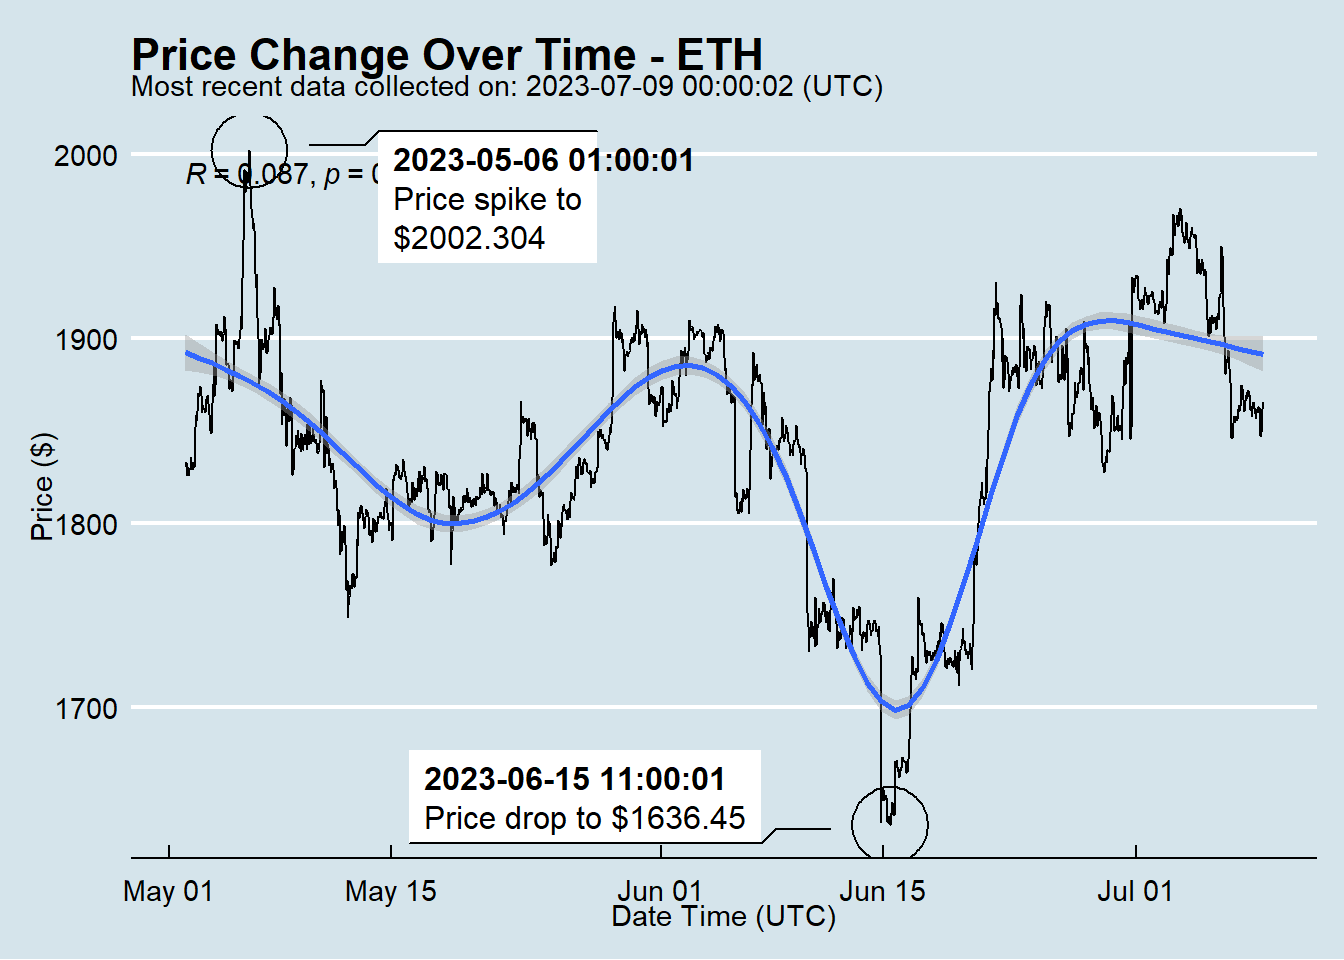 Price Change Over Time - ETH
Most recent data collected on: 2023-07-09 00:00:02 (UTC)
2000
1900
1800
1700
Price ($)
R = 0.087, p = 0
2023-05-06 01:00:01
Price spike to
$2002.304
2023-06-15 11:00:01
Price drop to $1636.45
May 01
May 15
Jun 01
Jun 15
Jul 01
Date Time (UTC)